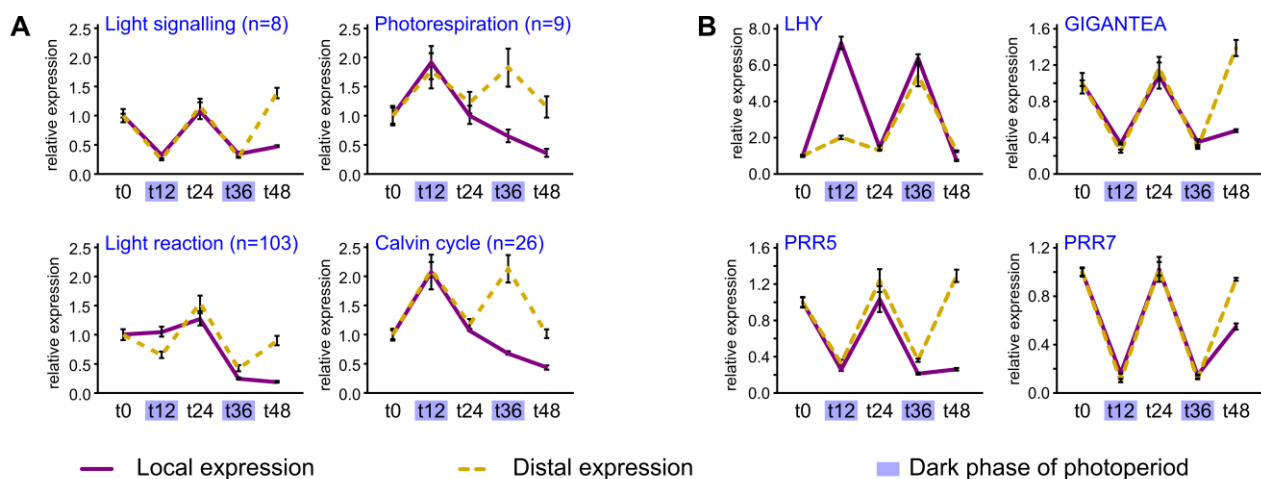 A
Light signalling (n=8)
relative expression
2.5
2.0
1.5
1.0
0.5
0.0
t0 t12 t24 t36 t48
Photorespiration (n=9)
relative expression
2.5
2.0
1.5
1.0
0.5
0.0
t0 t12 t24 t36 t48
B
LHY
relative expression
8.0
6.0
4.0
2.0
0.0
t0 t12 t24 t36 t48
GIGANTEA
relative expression
1.6
1.2
0.8
0.4
0.0
t0 t12 t24 t36 t48
Light reaction (n=103)
relative expression
2.5
2.0
1.5
1.0
0.5
0.0
t0 t12 t24 t36 t48
Calvin cycle (n=26)
relative expression
2.5
2.0
1.5
1.0
0.5
0.0
t0 t12 t24 t36 t48
PRR5
relative expression
1.6
1.2
0.8
0.4
0.0
t0 t12 t24 t36 t48
PRR7
relative expression
1.2
0.8
0.4
0.0
t0 t12 t24 t36 t48
Local expression
Distal expression
Dark phase of photoperiod